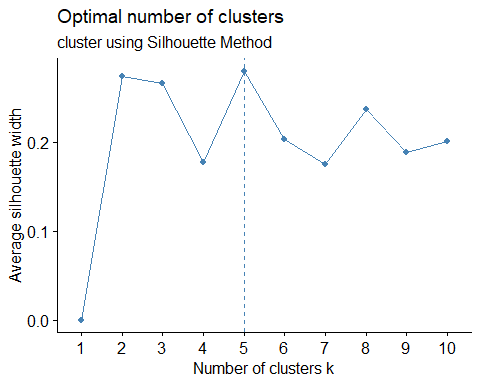 Optimal number of clusters
cluster using Silhouette Method
Average silhouette width
0.2
0.1
0.0
1 2 3 4 5 6 7 8 9 10
Number of clusters k